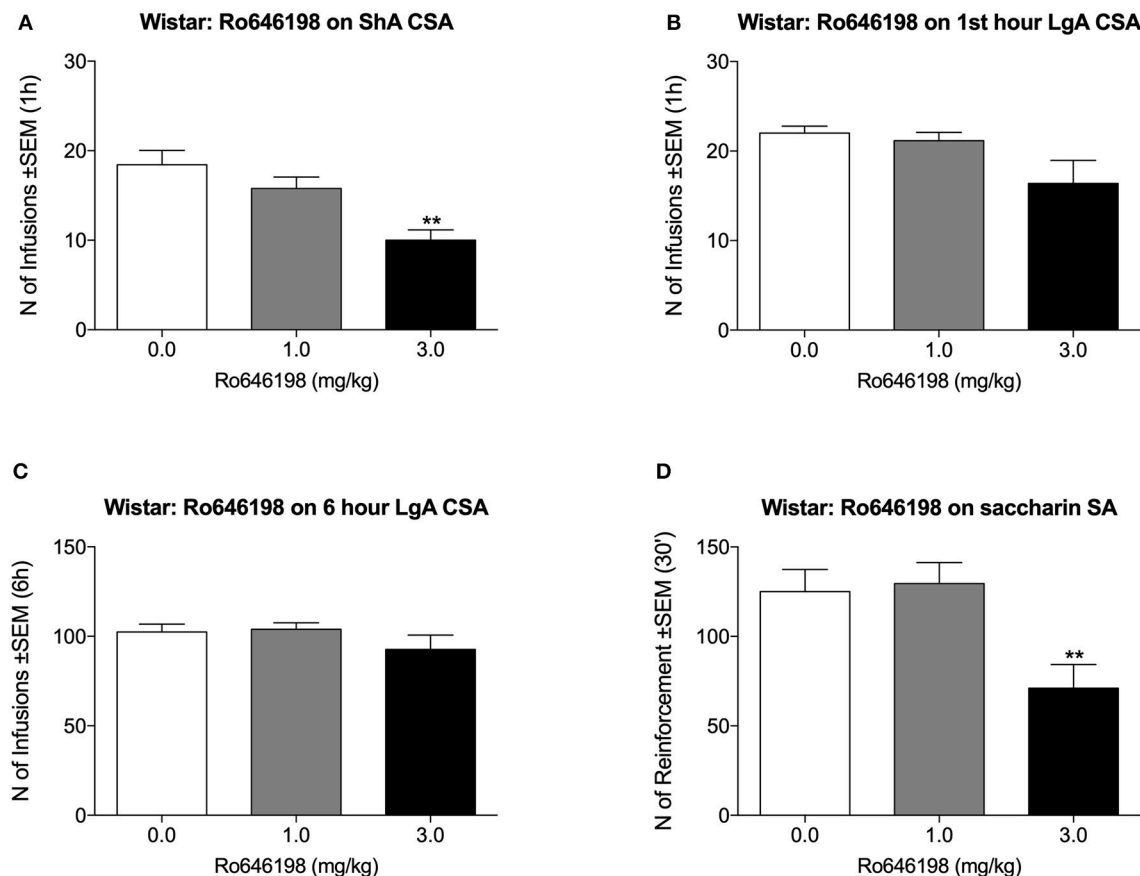 A
Wistar: Ro646198 on ShA CSA
N of Infusions ±SEM (1h)
30
20
10
0
**
0.0 1.0 3.0
Ro646198 (mg/kg)
B
Wistar: Ro646198 on 1st hour LgA CSA
N of Infusions ±SEM (1h)
30
20
10
0
0.0 1.0 3.0
Ro646198 (mg/kg)
C
Wistar: Ro646198 on 6 hour LgA CSA
N of Infusions ±SEM (6h)
150
100
50
0
0.0 1.0 3.0
Ro646198 (mg/kg)
D
Wistar: Ro646198 on saccharin SA
N of Reinforcement ±SEM (30')
150
100
50
0
**
0.0 1.0 3.0
Ro646198 (mg/kg)